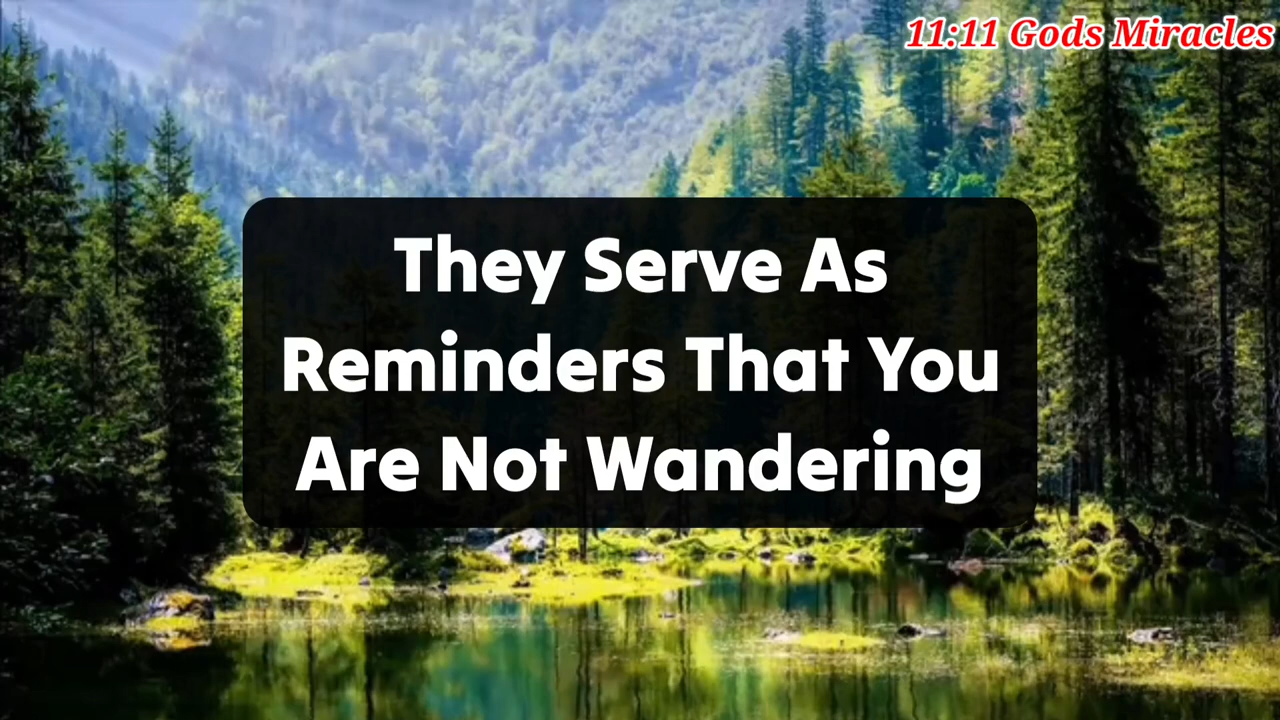 11:11 Gods Miracles
They Serve As
Reminders That You
Are Not Wandering